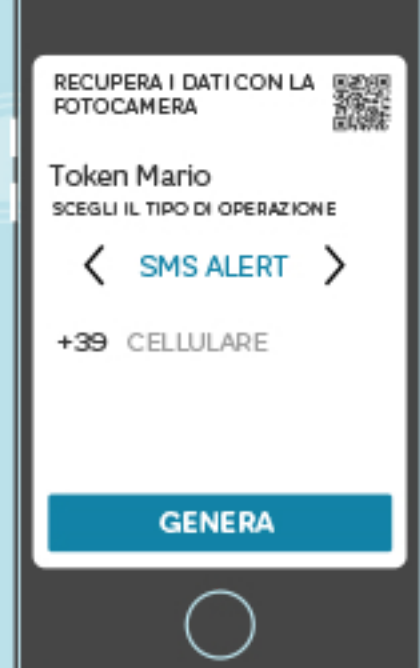 RECUPERA I DATI CON LA
FOTOCAMERA
Token Mario
SCEGLI IL TIPO DI OPERAZIONE
SMS ALERT
+39 CELLULARE
GENERA